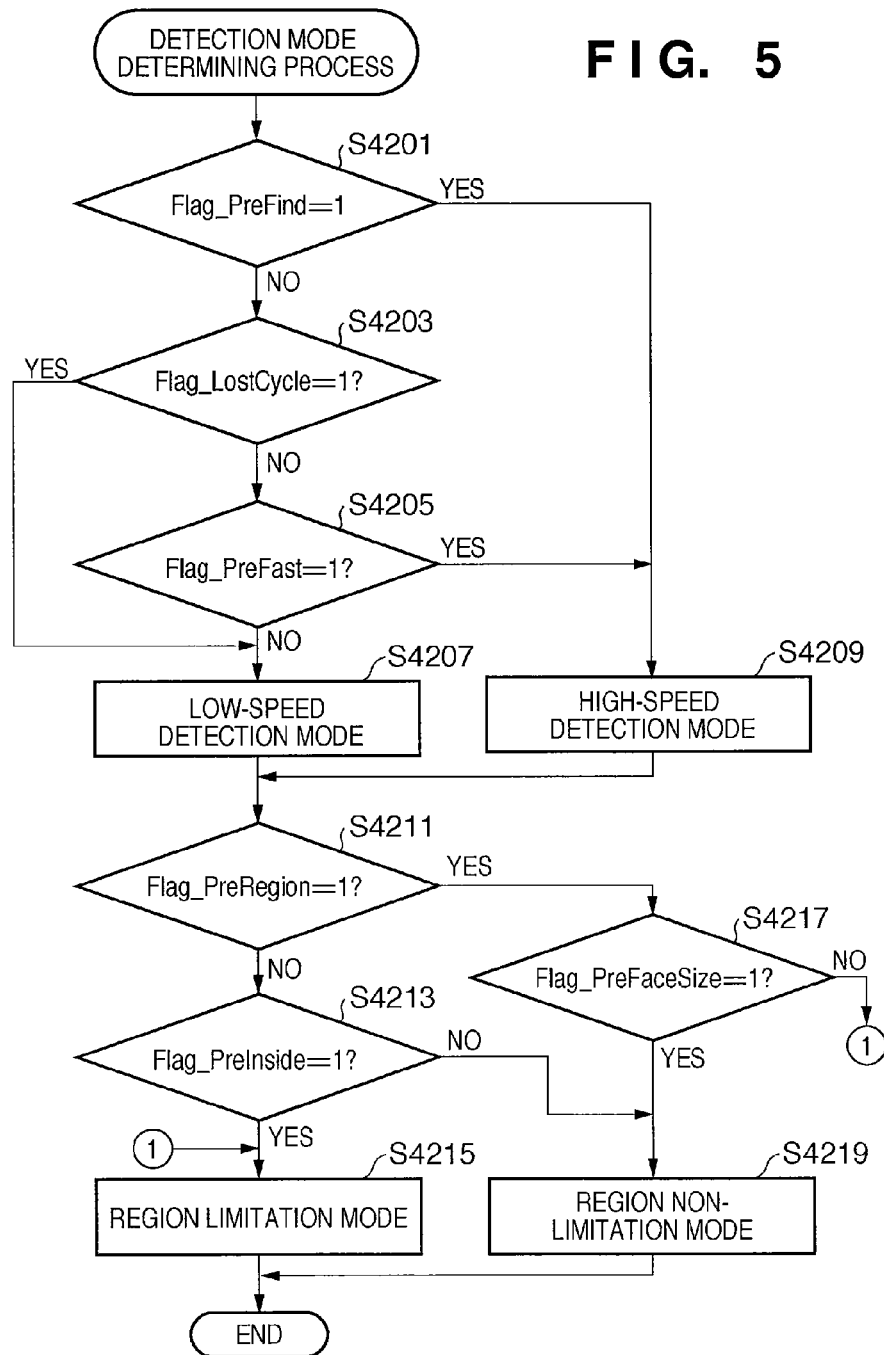 DETECTION MODE
DETERMINING PROCESS
FIG. 5
S4201
Flag_PreFind==1
YES
NO
S4203
YES
Flag_LostCycle==1?
NO
S4205
Flag_PreFast==1?
YES
NO
S4207
LOW-SPEED
DETECTION MODE
S4209
HIGH-SPEED
DETECTION MODE
S4211
Flag_PreRegion==1?
YES
NO
S4217
Flag_PreFaceSize==1?
NO
1
YES
S4213
Flag_PreInside==1?
NO
YES
1
S4215
REGION LIMITATION MODE
S4219
REGION NON-
LIMITATION MODE
END